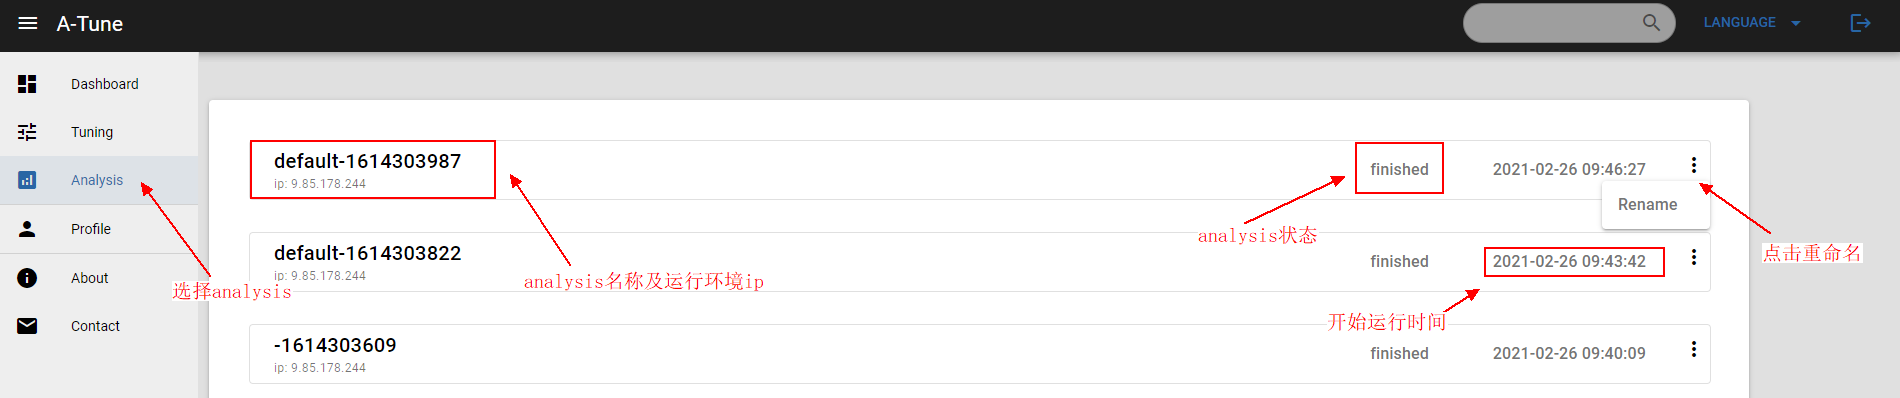 A-Tune
LANGUAGE
Dashboard
Tuning
Analysis
Profile
About
Contact
选择analysis
default-1614303987
ip: 9.85.178.244
finished
2021-02-26 09:46:27
Rename
analysis状态
点击重命名
default-1614303822
ip: 9.85.178.244
finished
2021-02-26 09:43:42
analysis名称及运行环境ip
开始运行时间
-1614303609
ip: 9.85.178.244
finished
2021-02-26 09:40:09